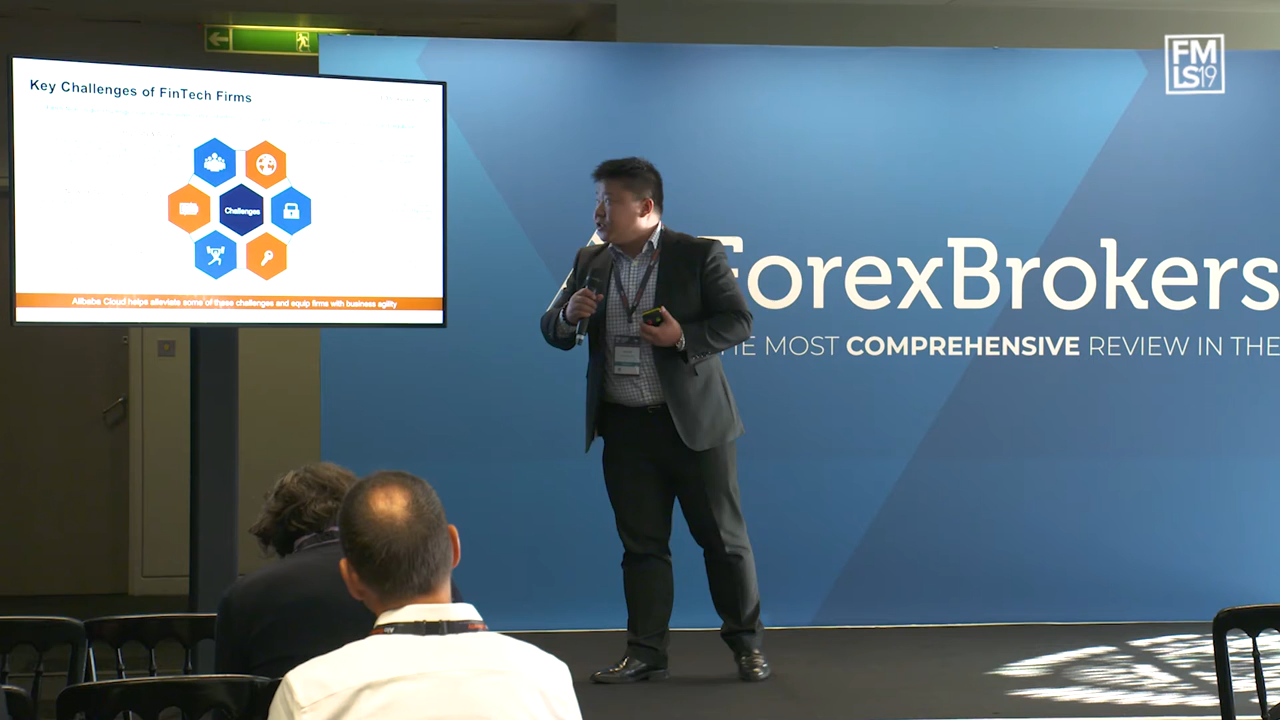 Key Challenges of FinTech Firms
Challenges
Alibaba Cloud helps alleviate some of these challenges and equip firms with business agility
FM
LS19
ForexBrokers
THE MOST COMPREHENSIVE REVIEW IN THE